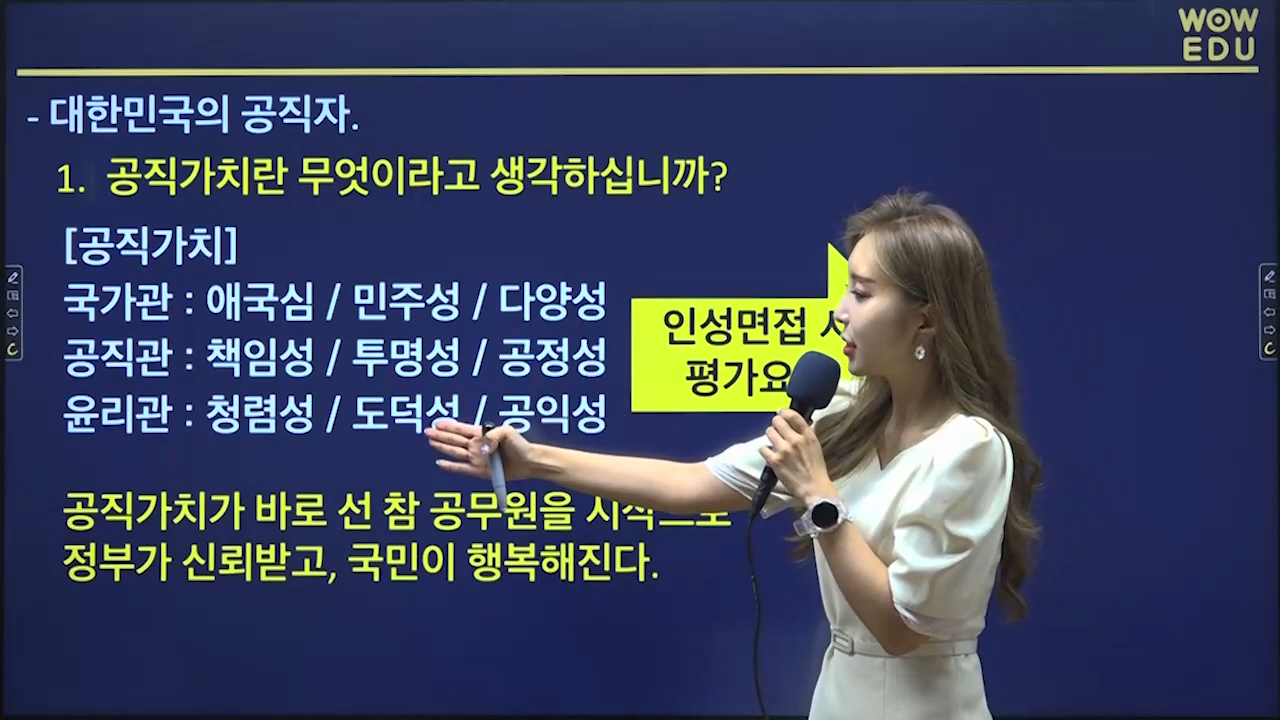 WOW
EDU
- 대한민국의 공직자.
1. 공직가치란 무엇이라고 생각하십니까?
[공직가치]
국가관 : 애국심 / 민주성 / 다양성
공직관 : 책임성 / 투명성 / 공정성
윤리관 : 청렴성 / 도덕성 / 공익성
인성면접
공직가치가 바로 선 참 공무원을 시작으로
정부가 신뢰받고, 국민이 행복해진다.